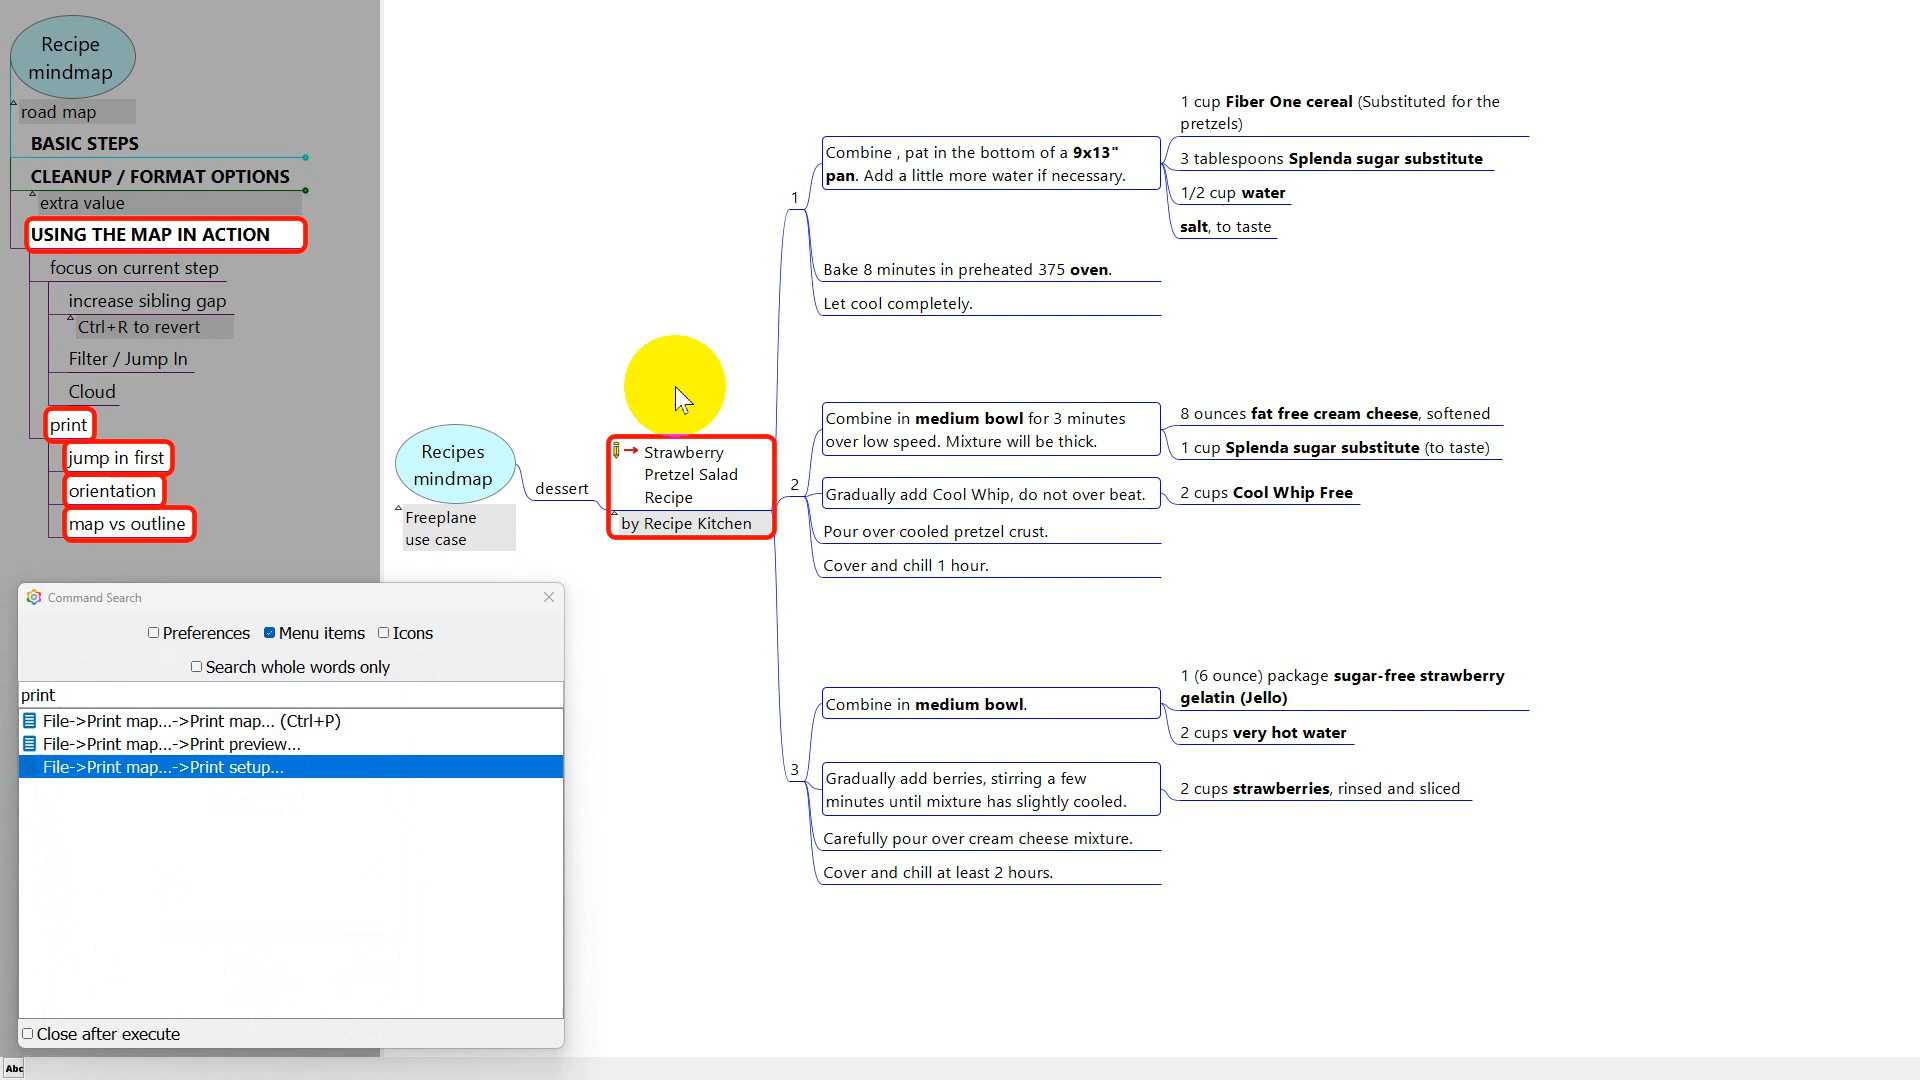 Recipe
mindmap
road map
BASIC STEPS
CLEANUP / FORMAT OPTIONS
extra value
USING THE MAP IN ACTION
focus on current step
increase sibling gap
Ctrl+R to revert
Filter / Jump In
Cloud
print
jump in first
orientation
map vs outline
Recipes
mindmap
Freeplane
use case
dessert
Strawberry
Pretzel Salad
Recipe
by Recipe Kitchen
1
Combine , pat in the bottom of a 9x13"
pan. Add a little more water if necessary.
1 cup Fiber One cereal (Substituted for the
pretzels)
3 tablespoons Splenda sugar substitute
1/2 cup water
salt, to taste
Bake 8 minutes in preheated 375 oven.
Let cool completely.
2
Combine in medium bowl for 3 minutes
over low speed. Mixture will be thick.
8 ounces fat free cream cheese, softened
1 cup Splenda sugar substitute (to taste)
Gradually add Cool Whip, do not over beat.
2 cups Cool Whip Free
Pour over cooled pretzel crust.
Cover and chill 1 hour.
3
Combine in medium bowl.
1 (6 ounce) package sugar-free strawberry
gelatin (Jello)
2 cups very hot water
Gradually add berries, stirring a few
minutes until mixture has slightly cooled.
2 cups strawberries, rinsed and sliced
Carefully pour over cream cheese mixture.
Cover and chill at least 2 hours.
Command Search
Preferences Menu items Icons
Search whole words only
print
File->Print map...->Print map... (Ctrl+P)
File->Print map...->Print preview...
File->Print map...->Print setup...
Close after execute
Abc